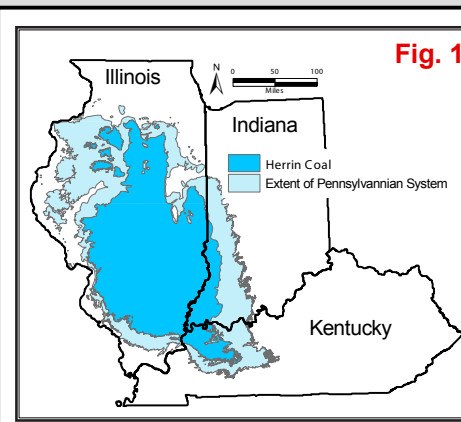 Fig. 1
Illinois
N
0 50 100
Miles
Indiana
Herrin Coal
Extent of Pennsylvannian System
Kentucky